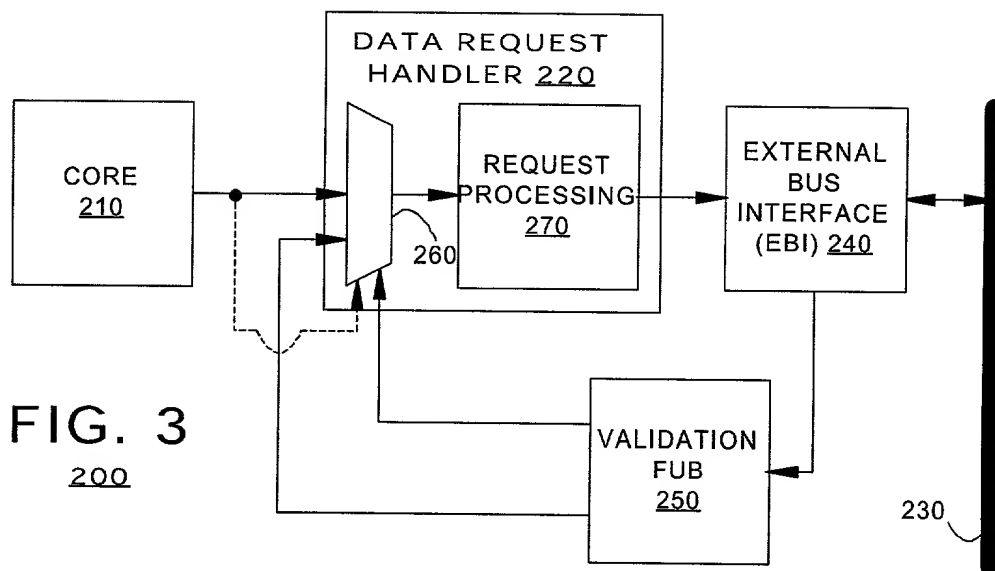 DATA REQUEST
HANDLER 220
CORE
210
REQUEST
PROCESSING
270
EXTERNAL
BUS
INTERFACE
(EBI) 240
260
FIG. 3
200
VALIDATION
FUB
250
230